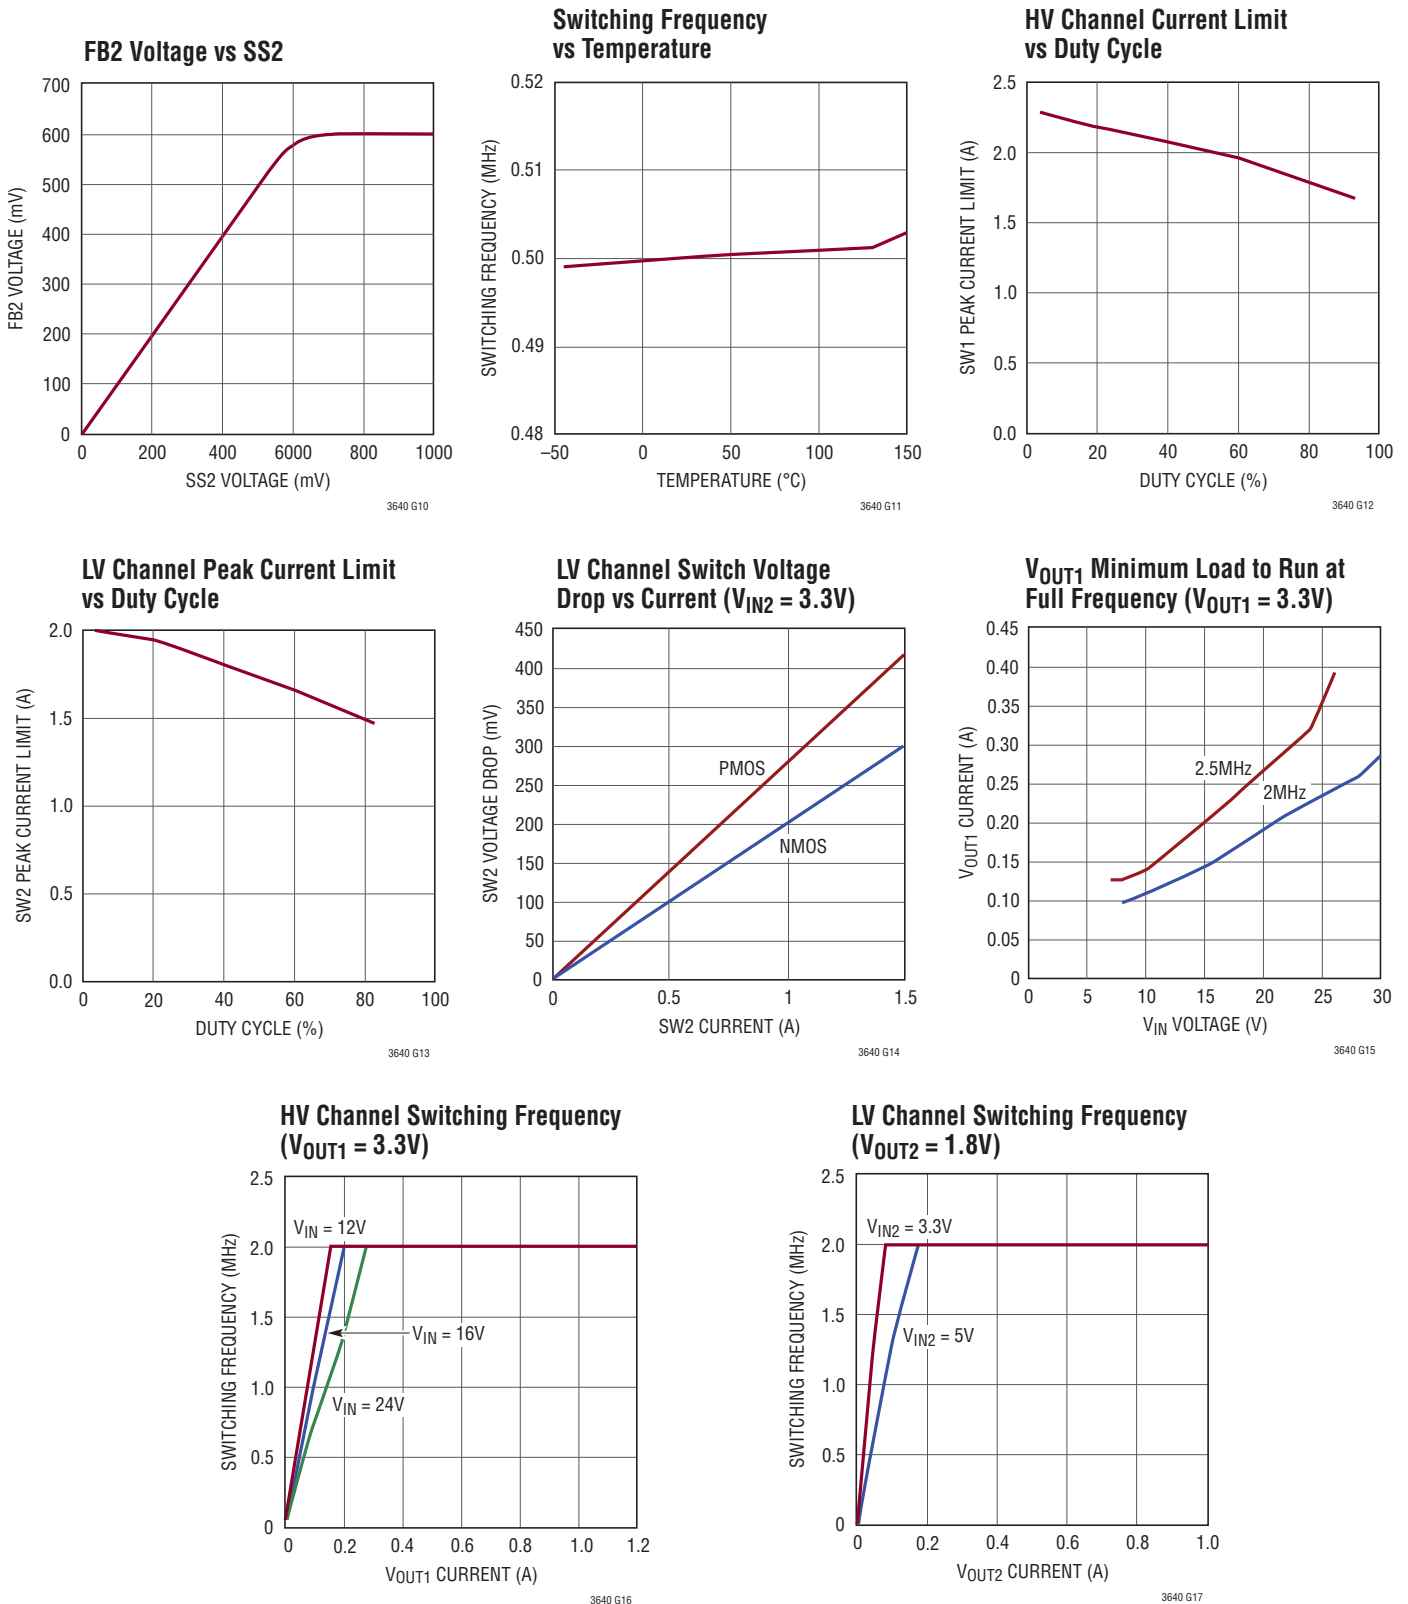 FB2 Voltage vs SS2
700
600
500
400
300
200
100
0
FB2 VOLTAGE (mV)
0 200 400 6000 800 1000
SS2 VOLTAGE (mV)
3640 G10
Switching Frequency
vs Temperature
0.52
0.51
0.50
0.49
0.48
SWITCHING FREQUENCY (MHz)
–50 0 50 100 150
TEMPERATURE (°C)
3640 G11
HV Channel Current Limit
vs Duty Cycle
2.5
2.0
1.5
1.0
0.5
0.0
SW1 PEAK CURRENT LIMIT (A)
0 20 40 60 80 100
DUTY CYCLE (%)
3640 G12
LV Channel Peak Current Limit
vs Duty Cycle
2.0
1.5
1.0
0.5
0.0
SW2 PEAK CURRENT LIMIT (A)
0 20 40 60 80 100
DUTY CYCLE (%)
3640 G13
LV Channel Switch Voltage
Drop vs Current (VIN2 = 3.3V)
450
400
350
300
250
200
150
100
50
0
SW2 VOLTAGE DROP (mV)
PMOS
NMOS
0 0.5 1 1.5
SW2 CURRENT (A)
3640 G14
VOUT1 Minimum Load to Run at
Full Frequency (VOUT1 = 3.3V)
0.45
0.40
0.35
0.30
0.25
0.20
0.15
0.10
0.05
0
VOUT1 CURRENT (A)
2.5MHz
2MHz
0 5 10 15 20 25 30
VIN VOLTAGE (V)
3640 G15
HV Channel Switching Frequency
(VOUT1 = 3.3V)
2.5
2.0
1.5
1.0
0.5
0
SWITCHING FREQUENCY (MHz)
VIN = 12V
VIN = 16V
VIN = 24V
0 0.2 0.4 0.6 0.8 1.0 1.2
VOUT1 CURRENT (A)
3640 G16
LV Channel Switching Frequency
(VOUT2 = 1.8V)
2.5
2.0
1.5
1.0
0.5
0
SWITCHING FREQUENCY (MHz)
VIN2 = 3.3V
VIN2 = 5V
0 0.2 0.4 0.6 0.8 1.0
VOUT2 CURRENT (A)
3640 G17